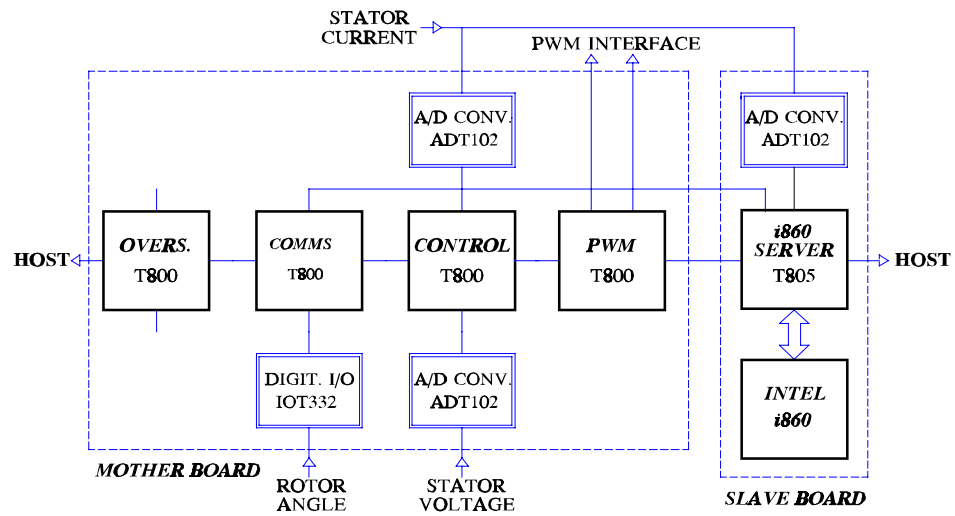 STATOR
CURRENT
PWM INTERFACE
A/D CONV.
ADT102
A/D CONV.
ADT102
HOST
OVERS.
T800
COMMS
T800
CONTROL
T800
PWM
T800
i860
SERVER
T805
HOST
DIGIT. I/O
IOT332
A/D CONV.
ADT102
INTEL
i860
MOTHER BOARD
ROTOR
ANGLE
STATOR
VOLTAGE
SLAVE BOARD